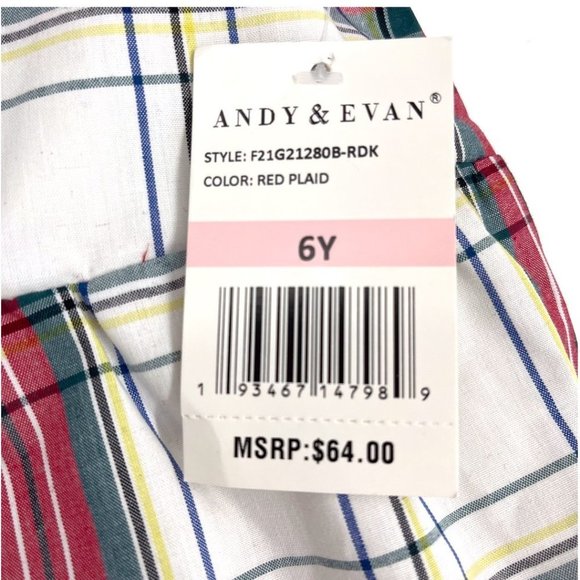 ANDY & EVAN®
STYLE: F21G21280B-RDK
COLOR: RED PLAID
6Y
1 93467 14798 9
MSRP:$64.00